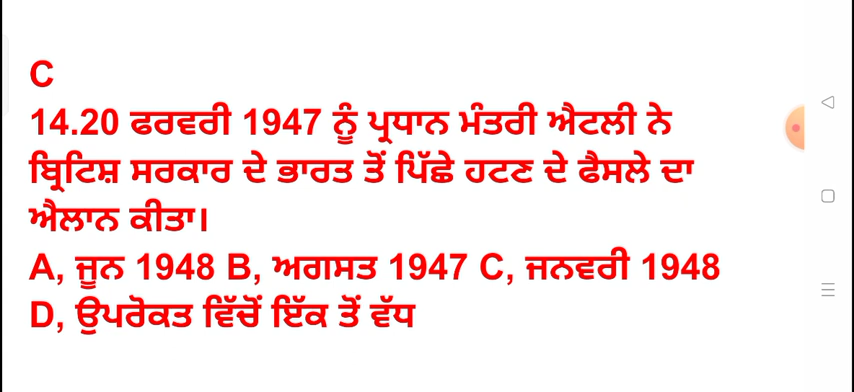 C
14.20 ਫਰਵਰੀ 1947 ਨੂੰ ਪ੍ਰਧਾਨ ਮੰਤਰੀ ਐਟਲੀ ਨੇ
ਬ੍ਰਿਟਿਸ਼ ਸਰਕਾਰ ਦੇ ਭਾਰਤ ਤੋਂ ਪਿੱਛੇ ਹਟਣ ਦੇ ਫੈਸਲੇ ਦਾ
ਐਲਾਨ ਕੀਤਾ।
A, ਜੂਨ 1948 B, ਅਗਸਤ 1947 C, ਜਨਵਰੀ 1948
D, ਉਪਰੋਕਤ ਵਿੱਚੋਂ ਇੱਕ ਤੋਂ ਵੱਧ